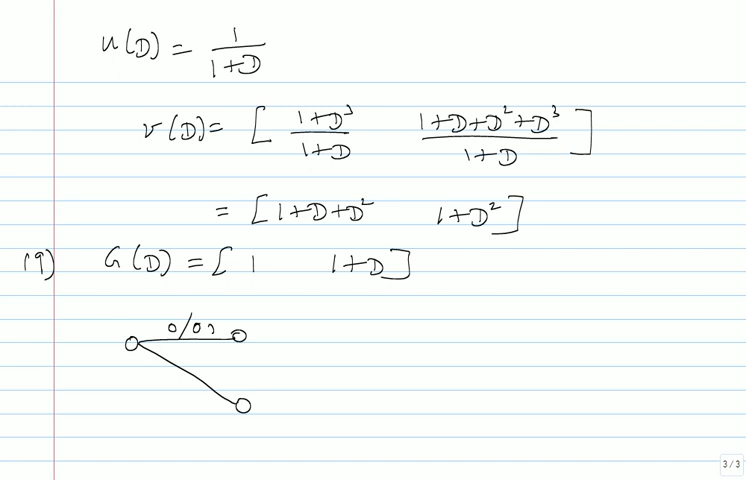 u(D) = 1/(1+D)
v(D) = [ (1+D³)/(1+D)   (1+D+D²+D³)/(1+D) ]
= [1+D+D²   1+D²]
19) G(D) = [ 1   1+D ]
0/00
3 / 3